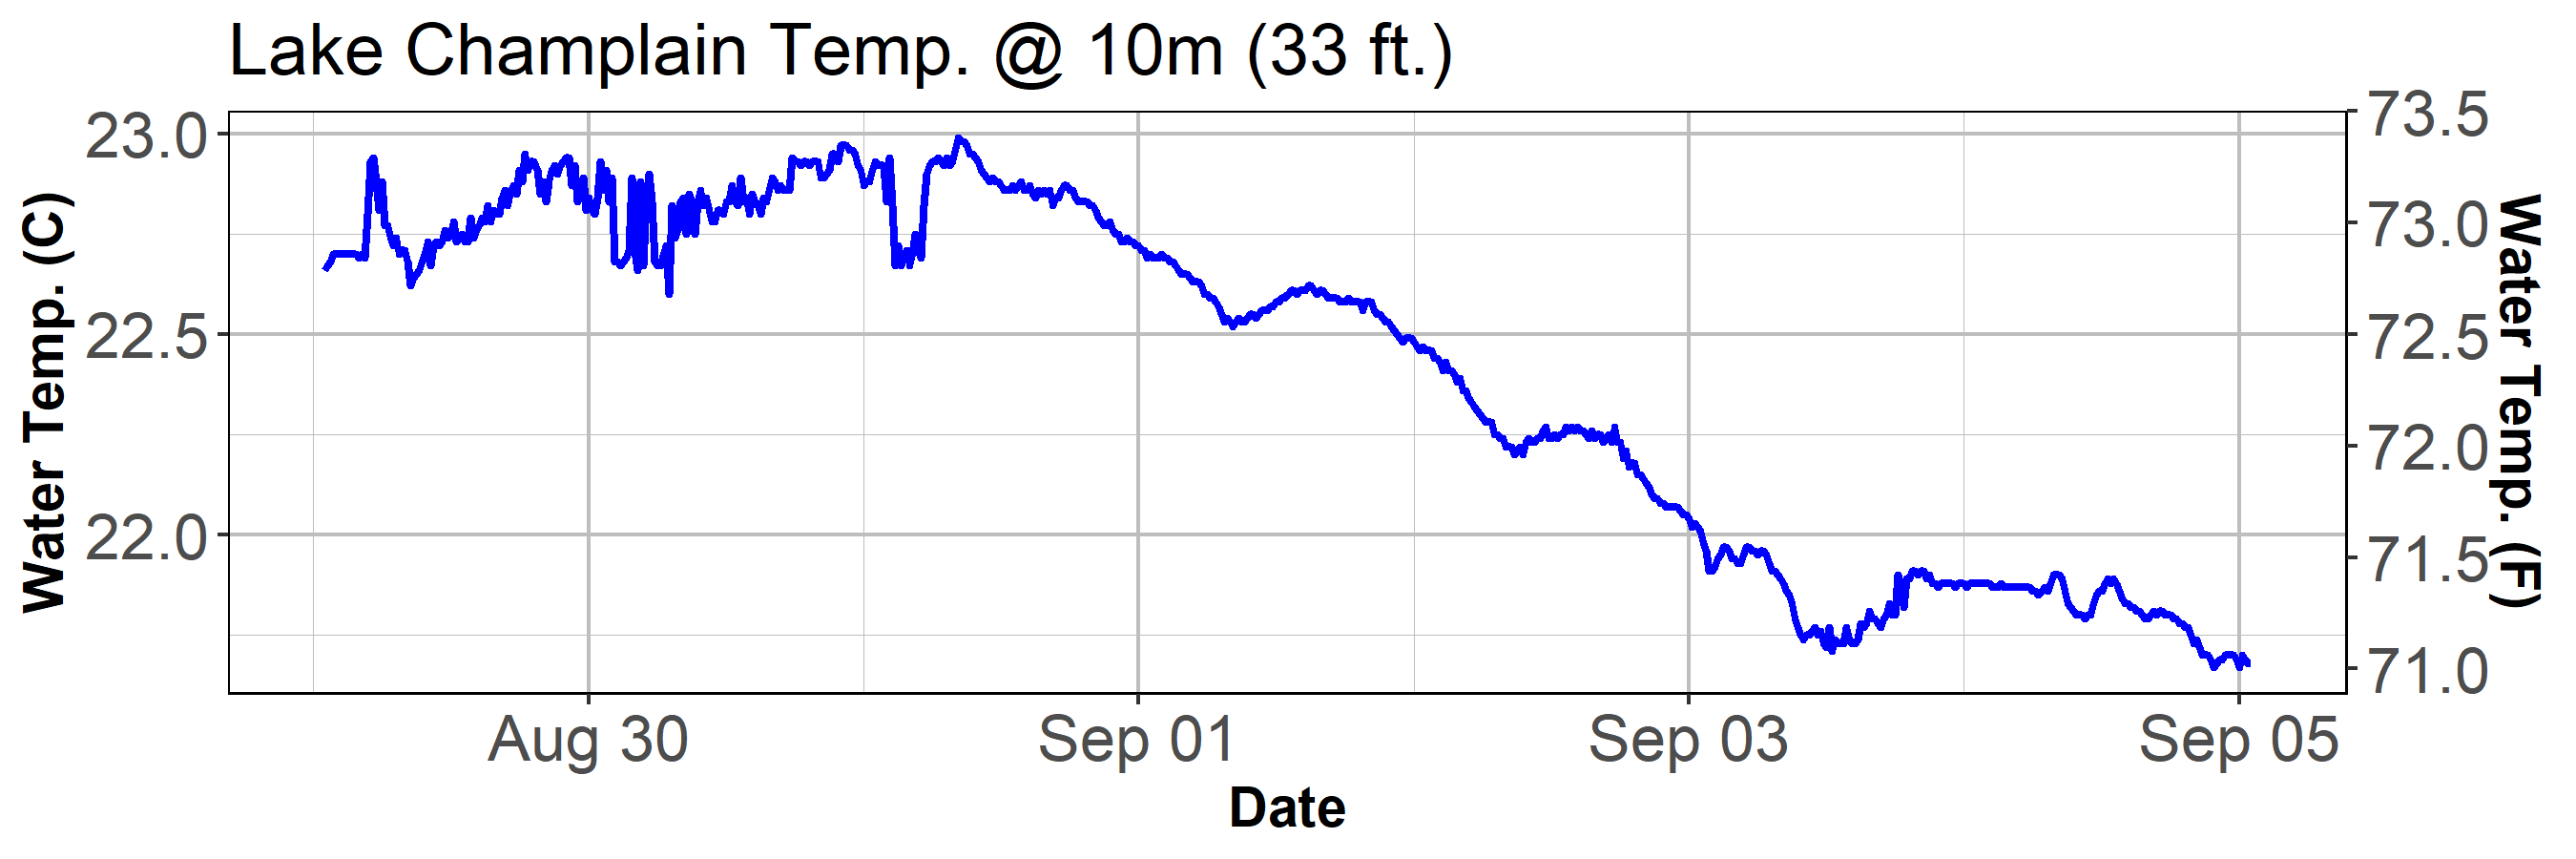 Lake Champlain Temp. @ 10m (33 ft.)
Water Temp. (C)
23.0
22.5
22.0
73.5
73.0
72.5
72.0
71.5
71.0
Water Temp. (F)
Aug 30
Sep 01
Sep 03
Sep 05
Date